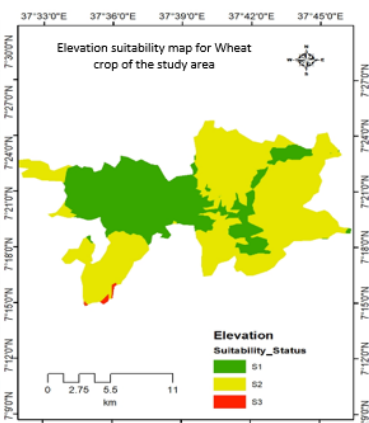 37°33'0"E 37°36'0"E 37°39'0"E 37°42'0"E 37°45'0"E
Elevation suitability map for Wheat
crop of the study area
N
W E
S
7°30'0"N
7°27'0"N 7°27'0"N
7°24'0"N 7°24'0"N
7°21'0"N 7°21'0"N
7°18'0"N 7°18'0"N
7°15'0"N 7°15'0"N
7°12'0"N 7°12'0"N
7°9'0"N
Elevation
Suitability_Status
S1
S2
S3
0 2.75 5.5 11
km